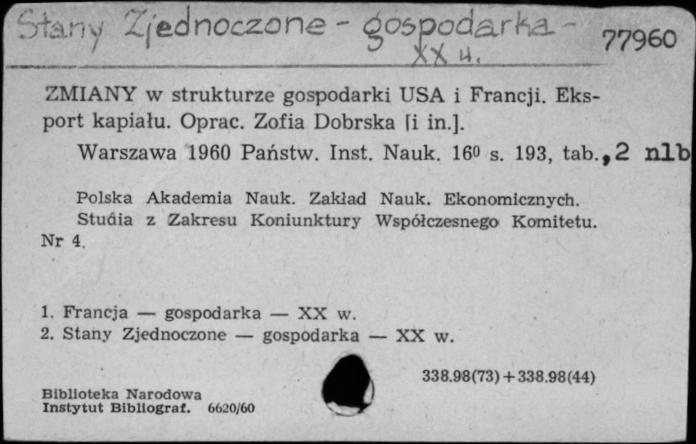 Stany Zjednoczone - gospodarka -
XX w.
77960
ZMIANY w strukturze gospodarki USA i Francji. Eks-
port kapiału. Oprac. Zofia Dobrska [i in.].
Warszawa 1960 Państw. Inst. Nauk. 16⁰ s. 193, tab., 2 nlb
Polska Akademia Nauk. Zakład Nauk. Ekonomicznych.
Studia z Zakresu Koniunktury Współczesnego Komitetu.
Nr 4.
1. Francja — gospodarka — XX w.
2. Stany Zjednoczone — gospodarka — XX w.
338.98(73)+338.98(44)
Biblioteka Narodowa
Instytut Bibliograf. 6620/60